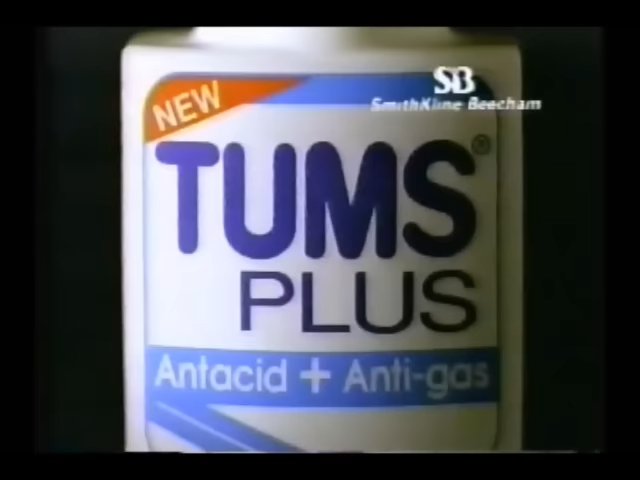 SB
SmithKline Beecham
NEW
TUMS®
PLUS
Antacid + Anti-gas